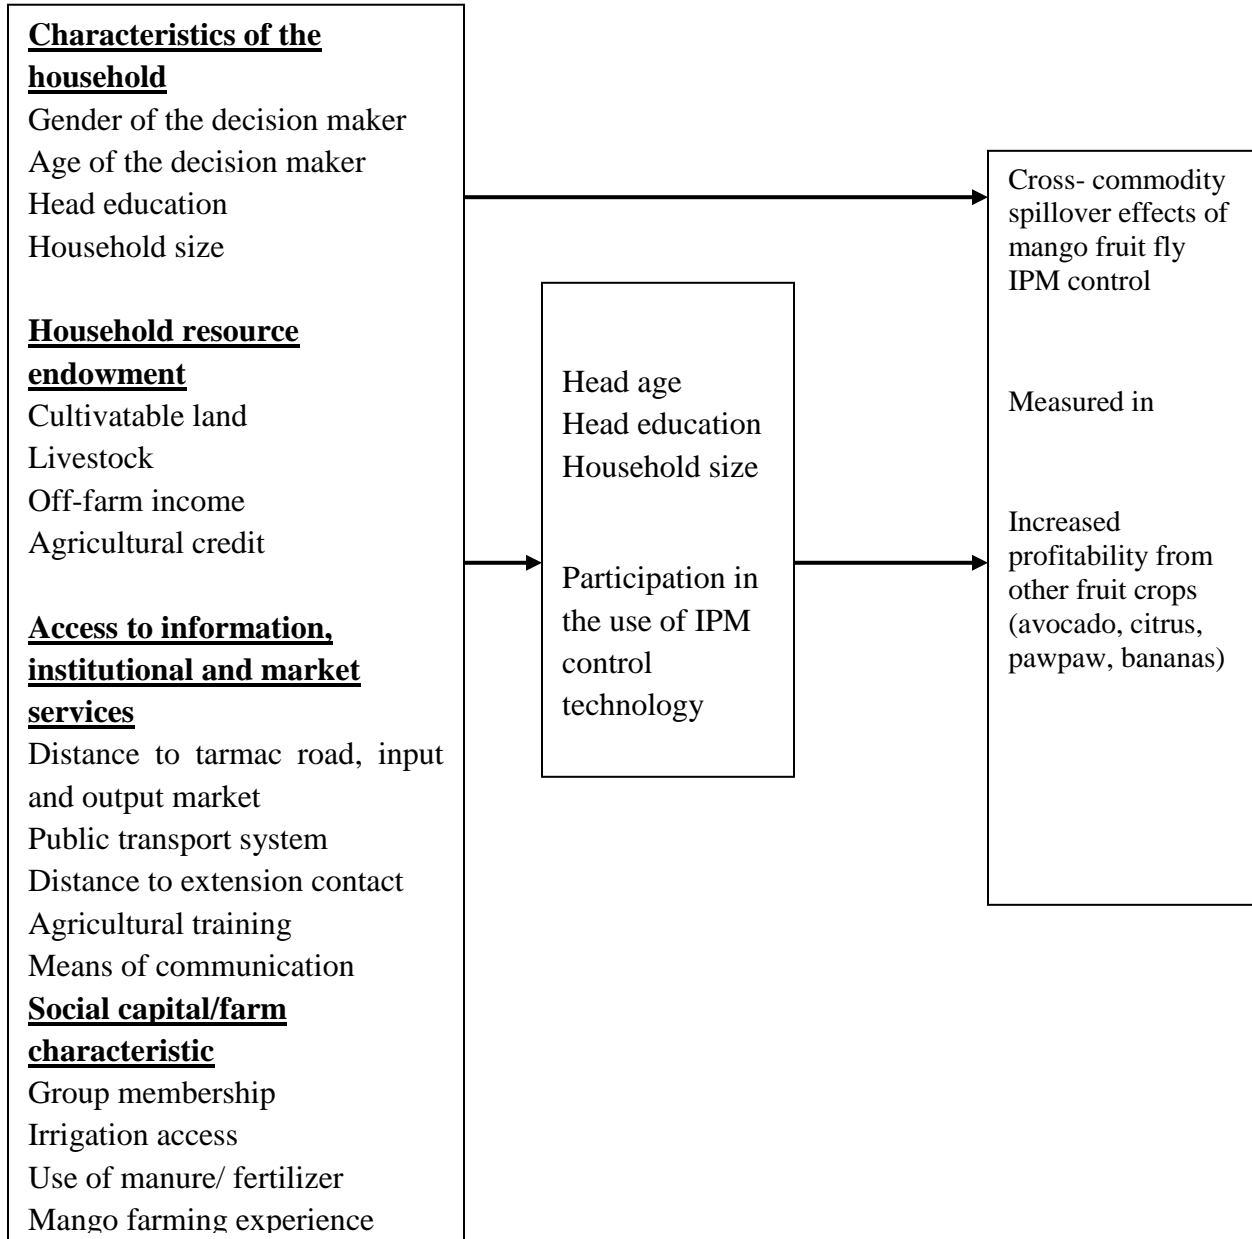 Characteristics of the
household
Gender of the decision maker
Age of the decision maker
Head education
Household size
Household resource
endowment
Cultivatable land
Livestock
Off-farm income
Agricultural credit
Access to information,
institutional and market
services
Distance to tarmac road, input
and output market
Public transport system
Distance to extension contact
Agricultural training
Means of communication
Social capital/farm
characteristic
Group membership
Irrigation access
Use of manure/ fertilizer
Mango farming experience
Head age
Head education
Household size
Participation in
the use of IPM
control
technology
Cross- commodity
spillover effects of
mango fruit fly
IPM control
Measured in
Increased
profitability from
other fruit crops
(avocado, citrus,
pawpaw, bananas)